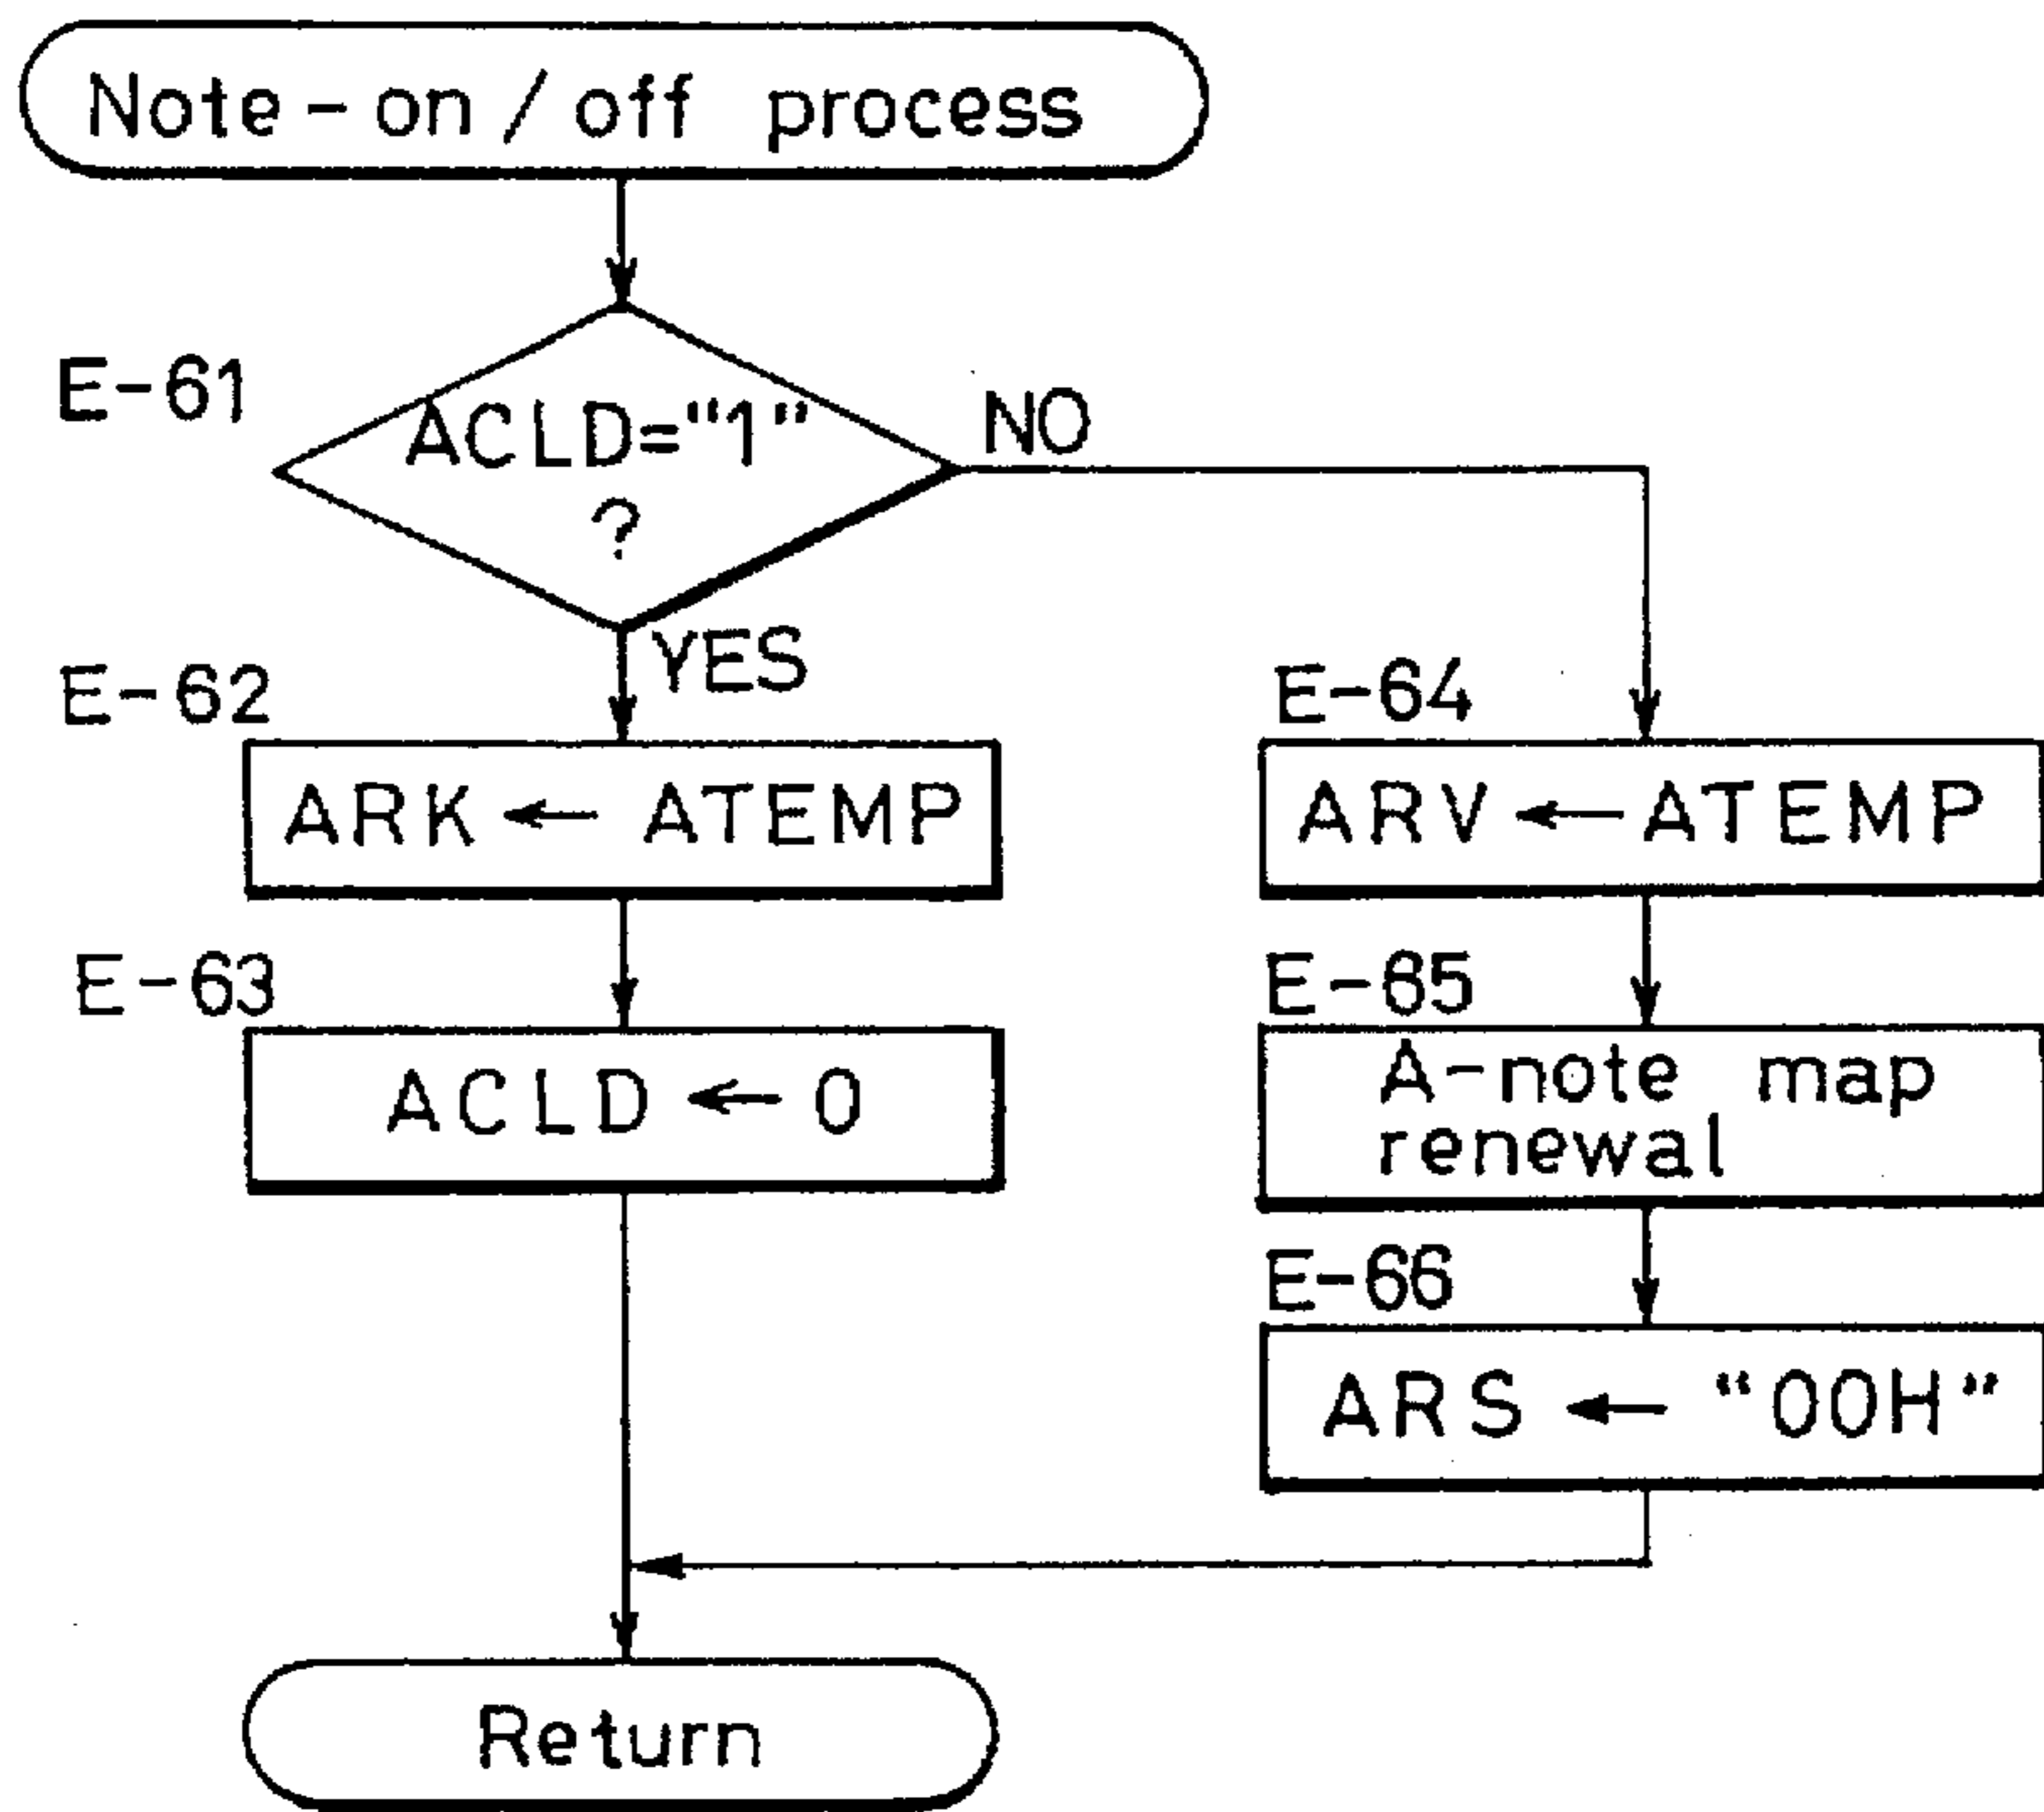 Note-on/off process
E-61
ACLD="1"
?
NO
YES
E-62
ARK ← ATEMP
E-63
ACLD ← 0
E-64
ARV ← ATEMP
E-65
A-note map
renewal
E-66
ARS ← "00H"
Return